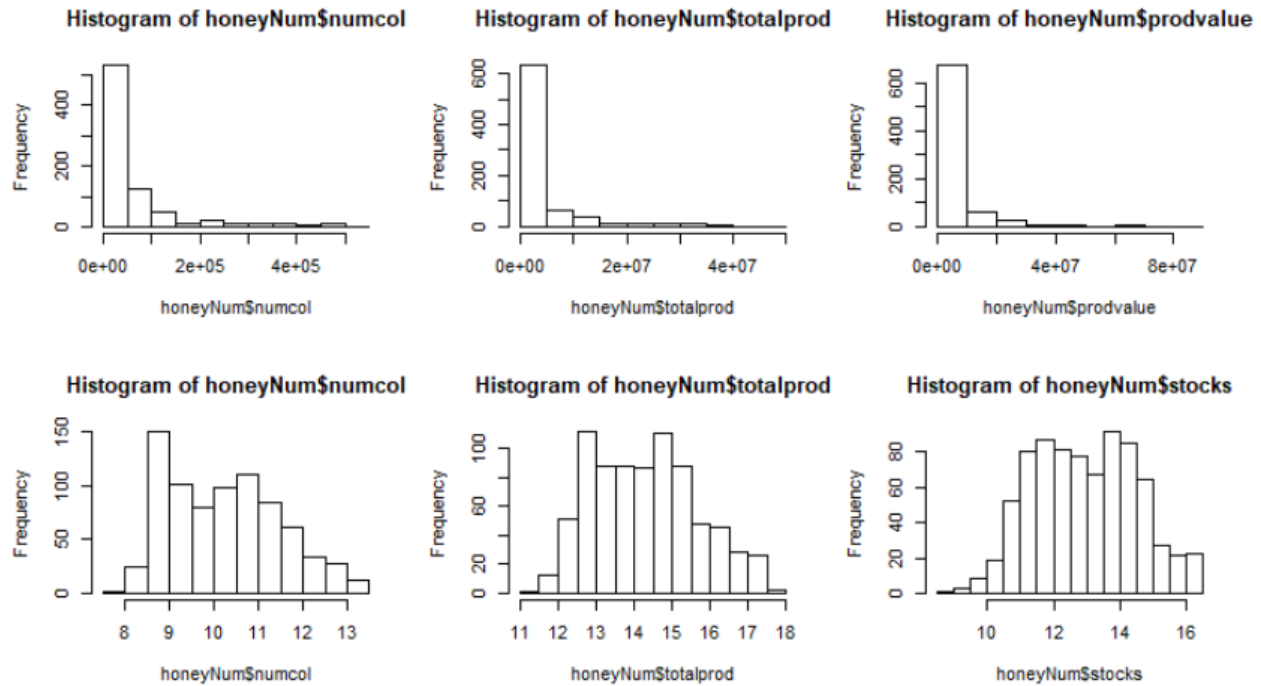 Histogram of honeyNum$numcol
Frequency
0 200 400
0e+00 2e+05 4e+05
honeyNum$numcol
Histogram of honeyNum$totalprod
Frequency
0 200 400 600
0e+00 2e+07 4e+07
honeyNum$totalprod
Histogram of honeyNum$prodvalue
Frequency
0 200 400 600
0e+00 4e+07 8e+07
honeyNum$prodvalue
Histogram of honeyNum$numcol
Frequency
0 50 100 150
8 9 10 11 12 13
honeyNum$numcol
Histogram of honeyNum$totalprod
Frequency
0 20 60 100
11 12 13 14 15 16 17 18
honeyNum$totalprod
Histogram of honeyNum$stocks
Frequency
0 20 40 60 80
10 12 14 16
honeyNum$stocks